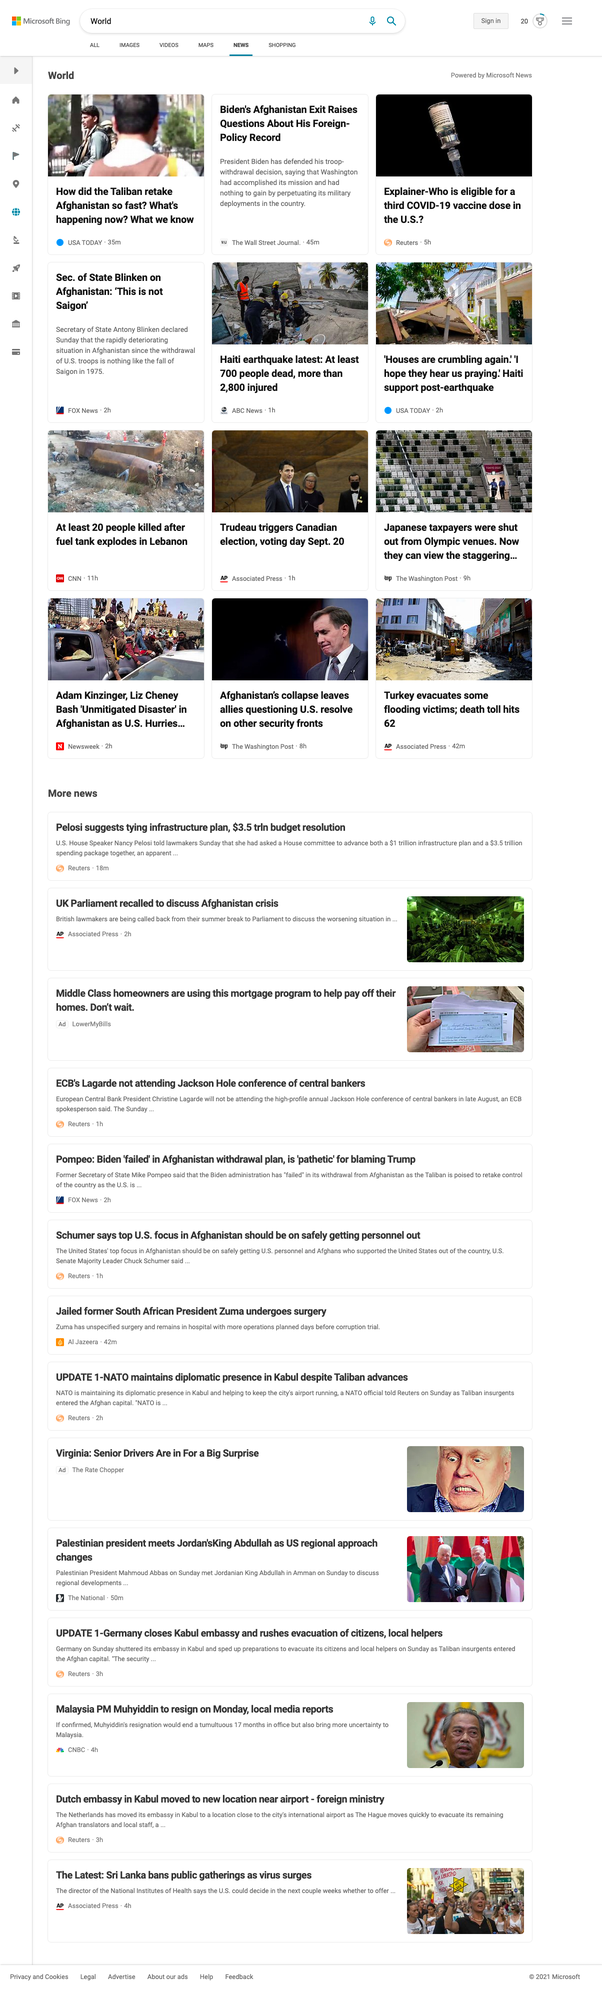 Microsoft Bing
World
Sign in
20
ALL IMAGES VIDEOS MAPS NEWS SHOPPING
World
Powered by Microsoft News
How did the Taliban retake
Afghanistan so fast? What's
happening now? What we know
USA TODAY · 35m
Biden's Afghanistan Exit Raises
Questions About His Foreign-
Policy Record
President Biden has defended his troop-
withdrawal decision, saying that Washington
had accomplished its mission and had
nothing to gain by perpetuating its military
deployments in the country.
The Wall Street Journal. · 45m
Explainer-Who is eligible for a
third COVID-19 vaccine dose in
the U.S.?
Reuters · 5h
Sec. of State Blinken on
Afghanistan: ‘This is not
Saigon’
Secretary of State Antony Blinken declared
Sunday that the rapidly deteriorating
situation in Afghanistan since the withdrawal
of U.S. troops is nothing like the fall of
Saigon in 1975.
FOX News · 2h
Haiti earthquake latest: At least
700 people dead, more than
2,800 injured
ABC News · 1h
'Houses are crumbling again.' 'I
hope they hear us praying.' Haiti
support post-earthquake
USA TODAY · 2h
At least 20 people killed after
fuel tank explodes in Lebanon
CNN · 11h
Trudeau triggers Canadian
election, voting day Sept. 20
AP Associated Press · 1h
Japanese taxpayers were shut
out from Olympic venues. Now
they can view the staggering...
wp The Washington Post · 9h
Adam Kinzinger, Liz Cheney
Bash 'Unmitigated Disaster' in
Afghanistan as U.S. Hurries...
N Newsweek · 2h
Afghanistan's collapse leaves
allies questioning U.S. resolve
on other security fronts
wp The Washington Post · 8h
Turkey evacuates some
flooding victims; death toll hits
62
AP Associated Press · 42m
More news
Pelosi suggests tying infrastructure plan, $3.5 trln budget resolution
U.S. House Speaker Nancy Pelosi told lawmakers Sunday that she had asked a House committee to advance both a $1 trillion infrastructure plan and a $3.5 trillion
spending package together, an apparent ...
Reuters · 18m
UK Parliament recalled to discuss Afghanistan crisis
British lawmakers are being called back from their summer break to Parliament to discuss the worsening situation in ...
AP Associated Press · 2h
Middle Class homeowners are using this mortgage program to help pay off their
homes. Don't wait.
Ad LowerMyBills
ECB's Lagarde not attending Jackson Hole conference of central bankers
European Central Bank President Christine Lagarde will not be attending the high-profile annual Jackson Hole conference of central bankers in late August, an ECB
spokesperson said. The Sunday ...
Reuters · 1h
Pompeo: Biden 'failed' in Afghanistan withdrawal plan, is 'pathetic' for blaming Trump
Former Secretary of State Mike Pompeo said that the Biden administration has "failed" in its withdrawal from Afghanistan as the Taliban is poised to retake control
of the country as the U.S. is ...
FOX News · 2h
Schumer says top U.S. focus in Afghanistan should be on safely getting personnel out
The United States' top focus in Afghanistan should be on safely getting U.S. personnel and Afghans who supported the United States out of the country, U.S.
Senate Majority Leader Chuck Schumer said ...
Reuters · 1h
Jailed former South African President Zuma undergoes surgery
Zuma has unspecified surgery and remains in hospital with more operations planned days before corruption trial.
Al Jazeera · 42m
UPDATE 1-NATO maintains diplomatic presence in Kabul despite Taliban advances
NATO is maintaining its diplomatic presence in Kabul and helping to keep the city's airport running, a NATO official told Reuters on Sunday as Taliban insurgents
entered the Afghan capital. "NATO is ...
Reuters · 2h
Virginia: Senior Drivers Are in For a Big Surprise
Ad The Rate Chopper
Palestinian president meets Jordan'sKing Abdullah as US regional approach
changes
Palestinian President Mahmoud Abbas on Sunday met Jordanian King Abdullah in Amman on Sunday to discuss
regional developments ...
The National · 50m
UPDATE 1-Germany closes Kabul embassy and rushes evacuation of citizens, local helpers
Germany on Sunday shuttered its embassy in Kabul and sped up preparations to evacuate its citizens and local helpers on Sunday as Taliban insurgents entered
the Afghan capital. "The security ...
Reuters · 3h
Malaysia PM Muhyiddin to resign on Monday, local media reports
If confirmed, Muhyiddin's resignation would end a tumultuous 17 months in office but also bring more uncertainty to
Malaysia.
CNBC · 4h
Dutch embassy in Kabul moved to new location near airport - foreign ministry
The Netherlands has moved its embassy in Kabul to a location close to the city's international airport as The Hague moves quickly to evacuate its remaining
Afghan translators and local staff, a ...
Reuters · 3h
The Latest: Sri Lanka bans public gatherings as virus surges
The director of the National Institutes of Health says the U.S. could decide in the next couple weeks whether to offer ...
AP Associated Press · 4h
Privacy and Cookies Legal Advertise About our ads Help Feedback
© 2021 Microsoft